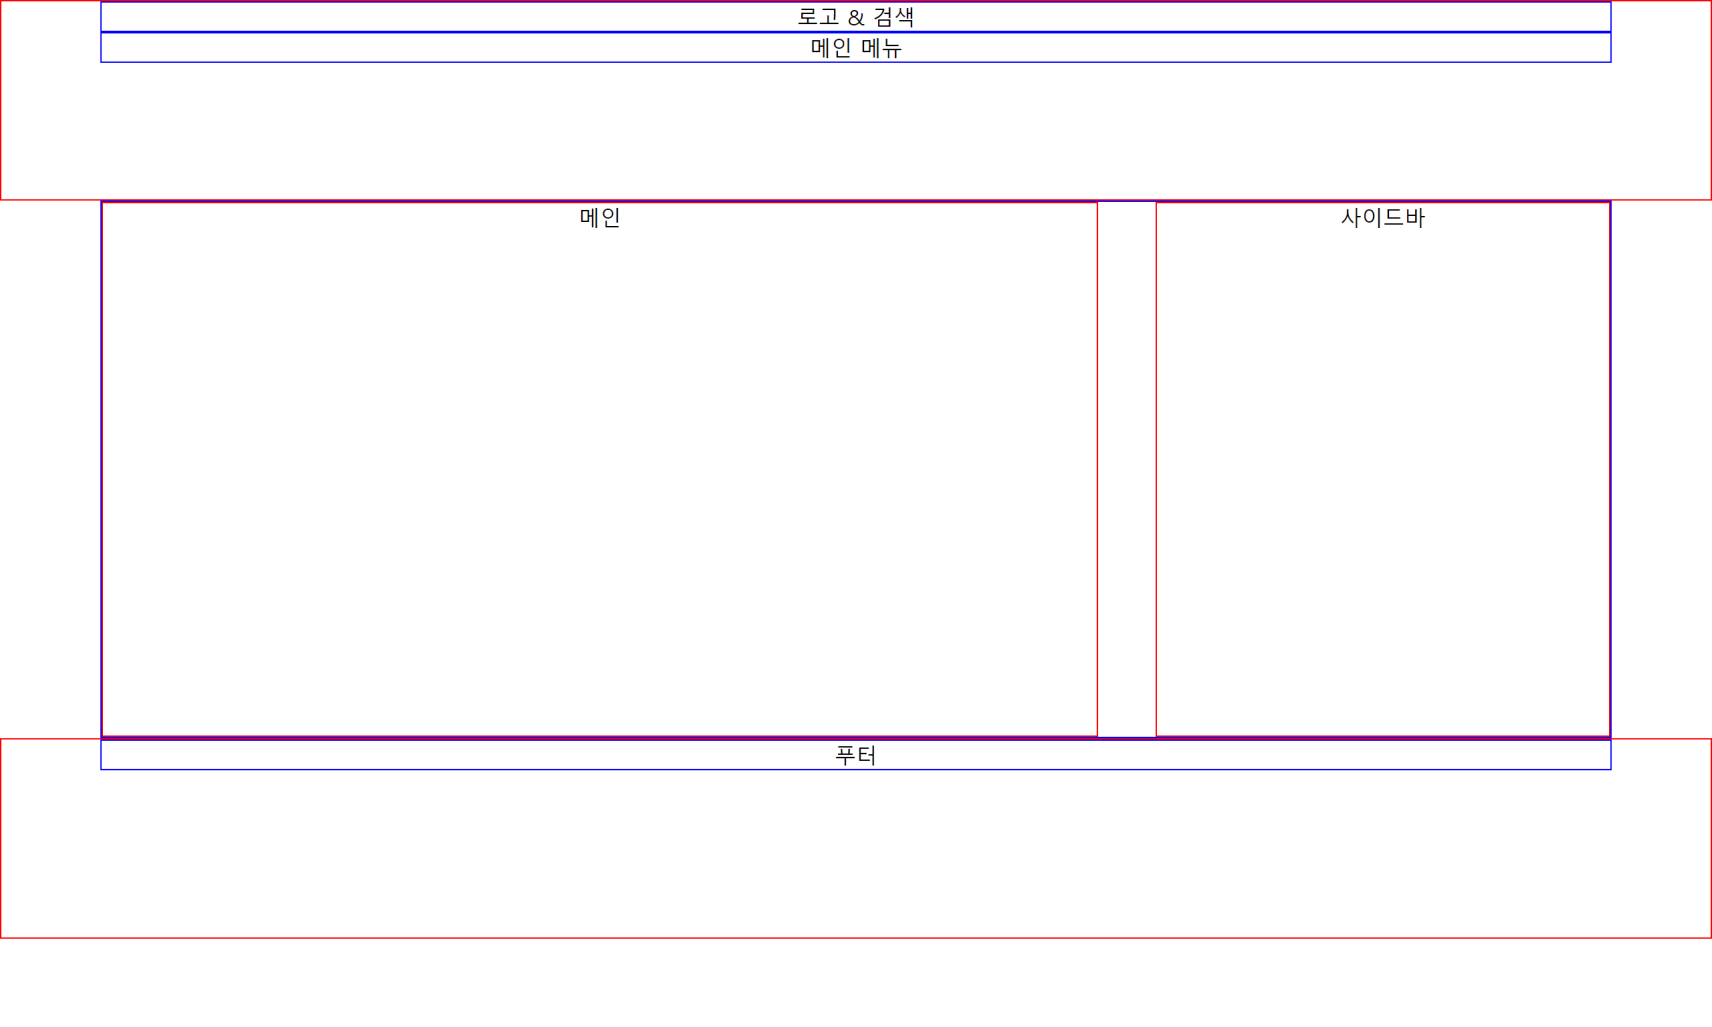 로고 & 검색
메인 메뉴
메인
사이드바
푸터